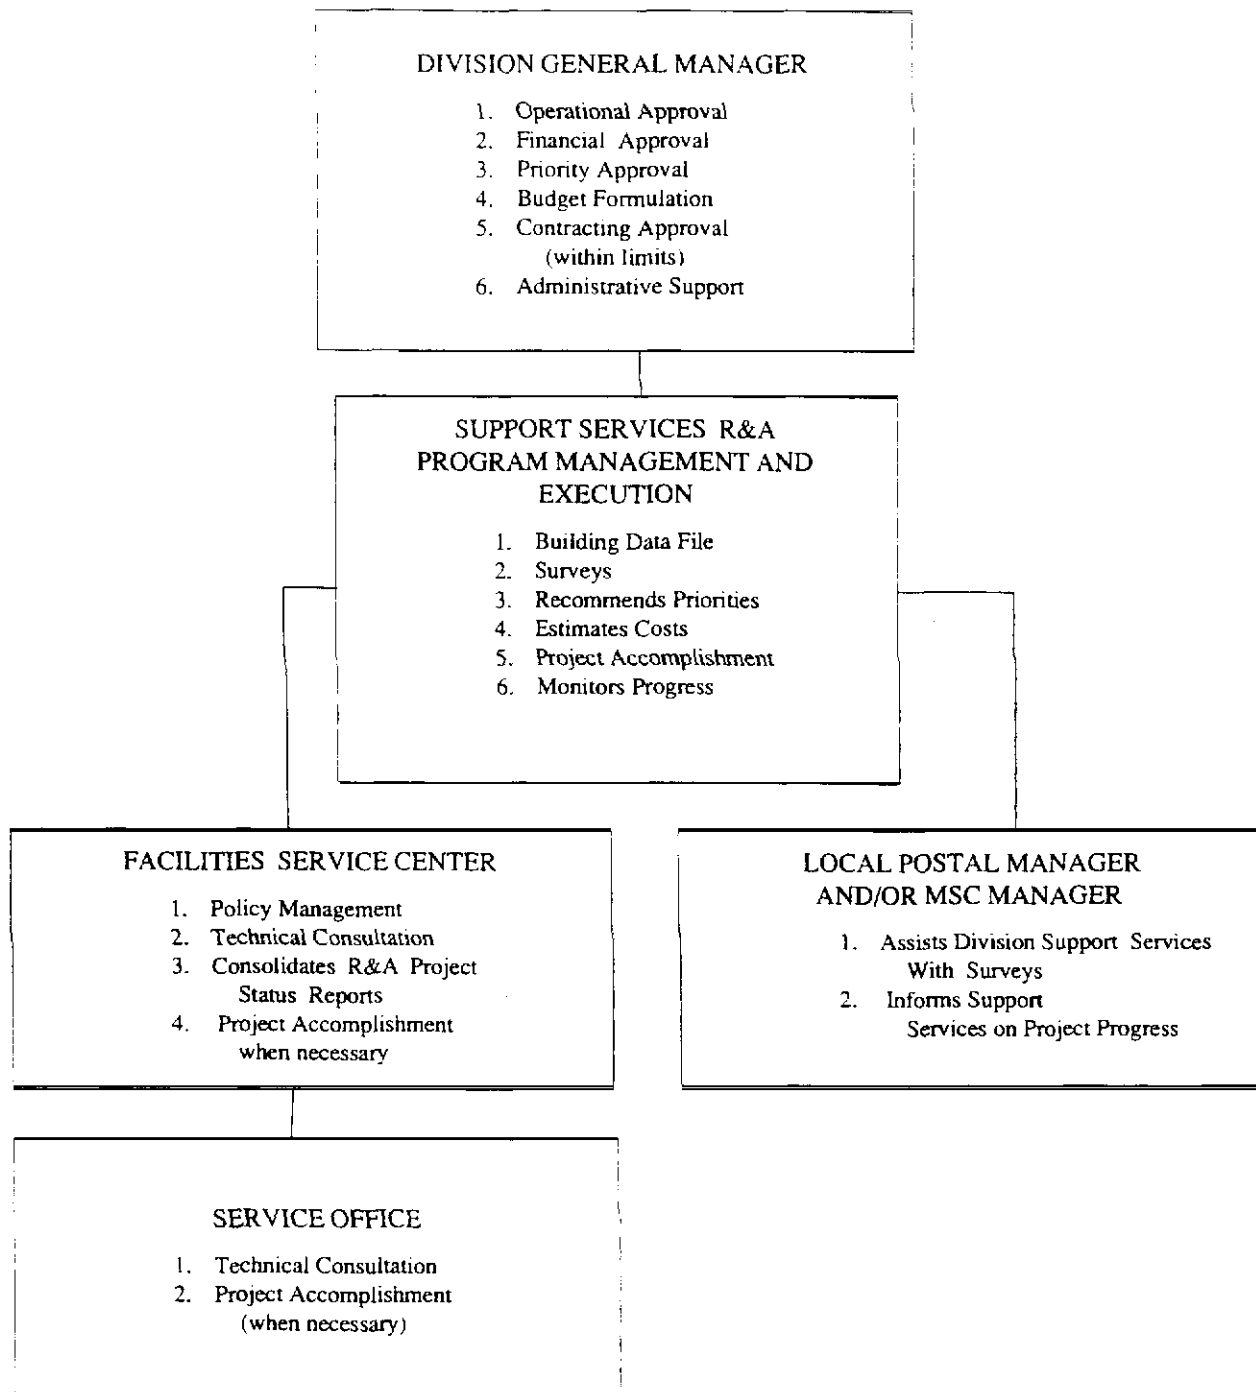 DIVISION GENERAL MANAGER
1. Operational Approval
2. Financial Approval
3. Priority Approval
4. Budget Formulation
5. Contracting Approval
(within limits)
6. Administrative Support
SUPPORT SERVICES R&A
PROGRAM MANAGEMENT AND
EXECUTION
1. Building Data File
2. Surveys
3. Recommends Priorities
4. Estimates Costs
5. Project Accomplishment
6. Monitors Progress
FACILITIES SERVICE CENTER
1. Policy Management
2. Technical Consultation
3. Consolidates R&A Project
Status Reports
4. Project Accomplishment
when necessary
LOCAL POSTAL MANAGER
AND/OR MSC MANAGER
1. Assists Division Support Services
With Surveys
2. Informs Support
Services on Project Progress
SERVICE OFFICE
1. Technical Consultation
2. Project Accomplishment
(when necessary)